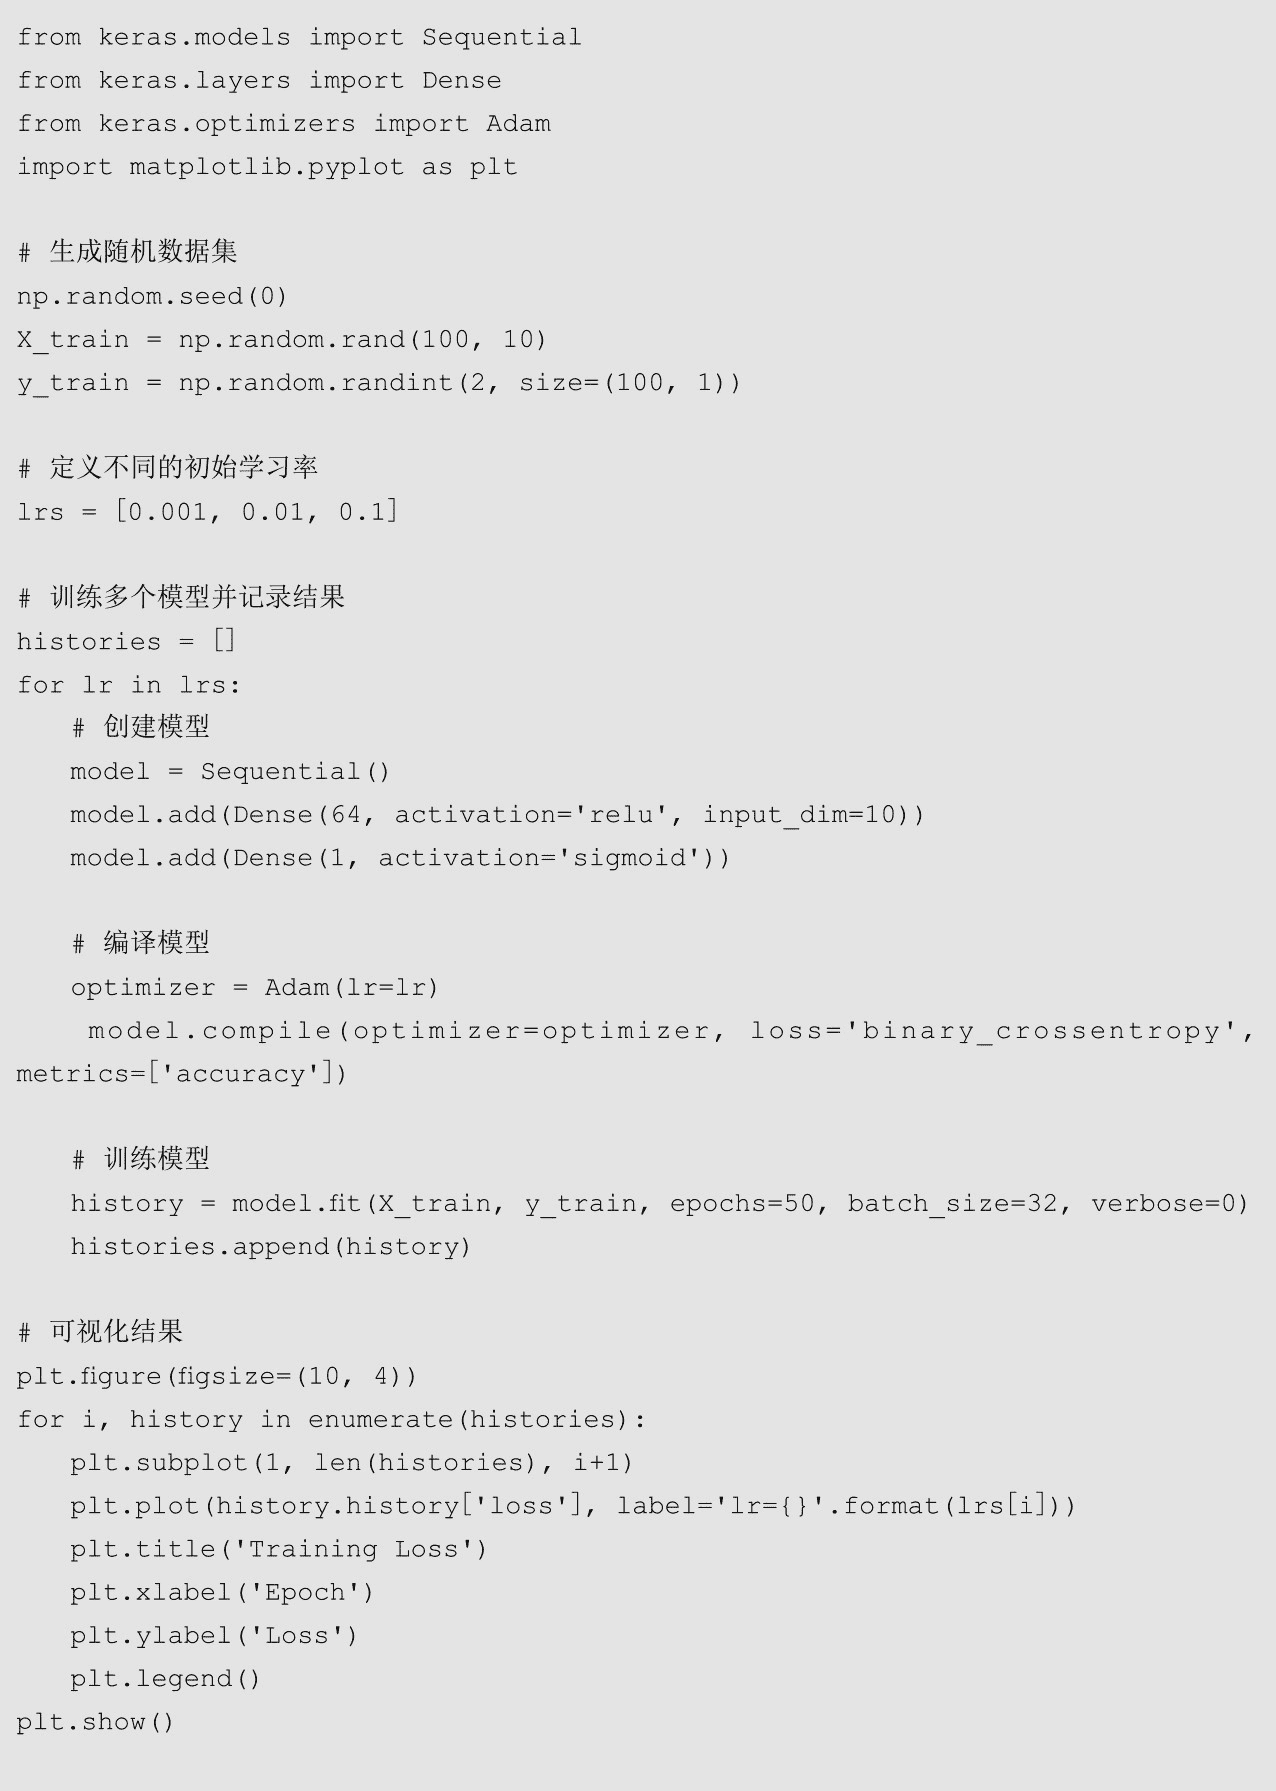 from keras.models import Sequential
from keras.layers import Dense
from keras.optimizers import Adam
import matplotlib.pyplot as plt

# 生成随机数据集
np.random.seed(0)
X_train = np.random.rand(100, 10)
y_train = np.random.randint(2, size=(100, 1))

# 定义不同的初始学习率
lrs = [0.001, 0.01, 0.1]

# 训练多个模型并记录结果
histories = []
for lr in lrs:
    # 创建模型
    model = Sequential()
    model.add(Dense(64, activation='relu', input_dim=10))
    model.add(Dense(1, activation='sigmoid'))

    # 编译模型
    optimizer = Adam(lr=lr)
    model.compile(optimizer=optimizer, loss='binary_crossentropy',
metrics=['accuracy'])

    # 训练模型
    history = model.fit(X_train, y_train, epochs=50, batch_size=32, verbose=0)
    histories.append(history)

# 可视化结果
plt.figure(figsize=(10, 4))
for i, history in enumerate(histories):
    plt.subplot(1, len(histories), i+1)
    plt.plot(history.history['loss'], label='lr={}'.format(lrs[i]))
    plt.title('Training Loss')
    plt.xlabel('Epoch')
    plt.ylabel('Loss')
    plt.legend()
plt.show()